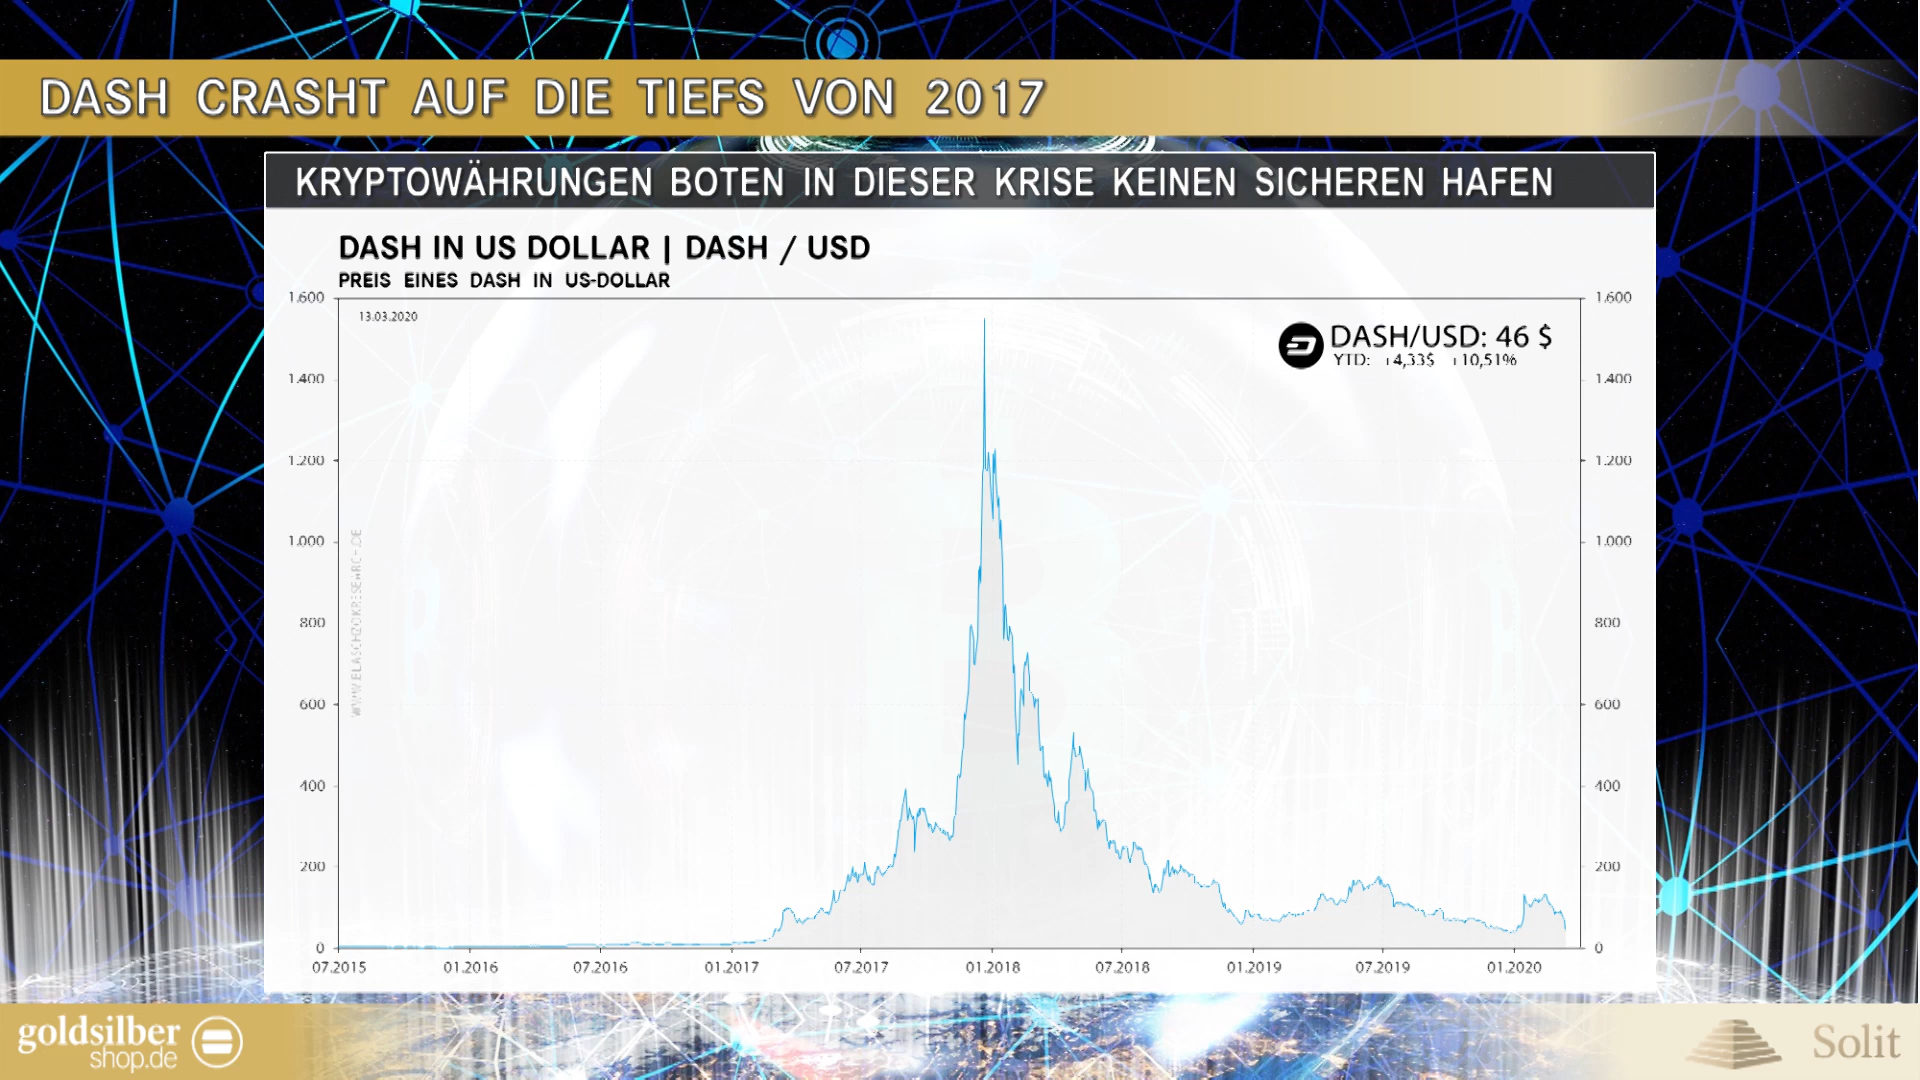 DASH CRASHT AUF DIE TIEFS VON 2017
KRYPTOWÄHRUNGEN BOTEN IN DIESER KRISE KEINEN SICHEREN HAFEN
DASH IN US DOLLAR | DASH / USD
PREIS EINES DASH IN US-DOLLAR
1.600 1.600
13.03.2020
DASH/USD: 46 $
YTD: +4,33$ +10,51%
1.400 1.400
1.200 1.200
1.000 1.000
800 800
600 600
400 400
200 200
0 0
07.2015 01.2016 07.2016 01.2017 07.2017 01.2018 07.2018 01.2019 07.2019 01.2020
goldsilber
shop.de
Solit